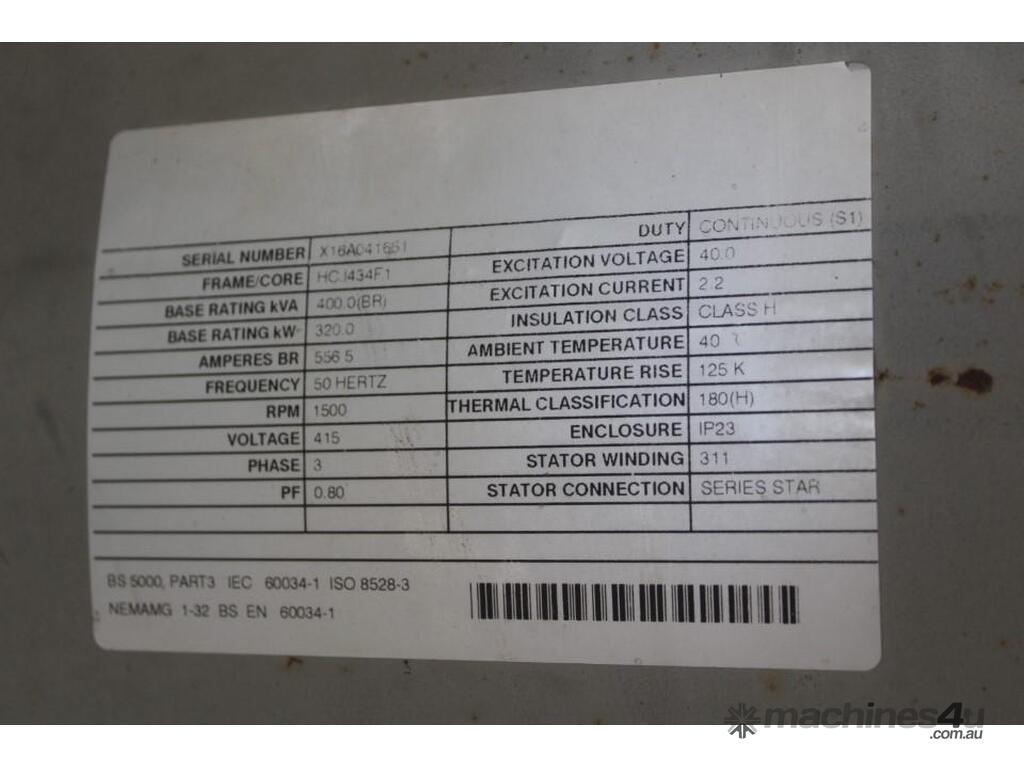 SERIAL NUMBER X16A041651
FRAME/CORE HCI434F1
BASE RATING kVA 400.0(BR)
BASE RATING kW 320.0
AMPERES BR 556.5
FREQUENCY 50 HERTZ
RPM 1500
VOLTAGE 415
PHASE 3
PF 0.80
DUTY CONTINUOUS (S1)
EXCITATION VOLTAGE 40.0
EXCITATION CURRENT 2.2
INSULATION CLASS CLASS H
AMBIENT TEMPERATURE 40
TEMPERATURE RISE 125 K
THERMAL CLASSIFICATION 180(H)
ENCLOSURE IP23
STATOR WINDING 311
STATOR CONNECTION SERIES STAR
BS 5000, PART3 IEC 60034-1 ISO 8528-3
NEMAMG 1-32 BS EN 60034-1
machines4u
.com.au